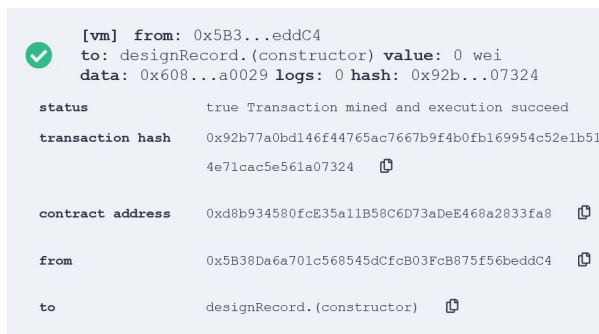 [vm] from: 0x5B3...eddC4
to: designRecord.(constructor) value: 0 wei
data: 0x608...a0029 logs: 0 hash: 0x92b...07324
status true Transaction mined and execution succeed
transaction hash 0x92b77a0bd146f44765ac7667b9f4b0fb169954c52e1b51
4e71cac5e561a07324
contract address 0xd8b934580fcE35a11B58C6D73aDeE468a2833fa8
from 0x5B38Da6a701c568545dCfcB03FcB875f56beddC4
to designRecord.(constructor)